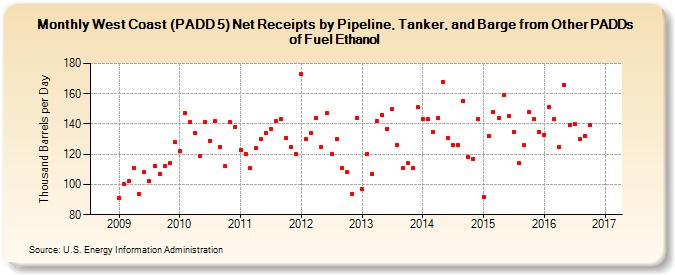 Monthly West Coast (PADD 5) Net Receipts by Pipeline, Tanker, and Barge from Other PADDs
of Fuel Ethanol
Thousand Barrels per Day
180
160
140
120
100
80
2009 2010 2011 2012 2013 2014 2015 2016 2017
Source: U.S. Energy Information Administration